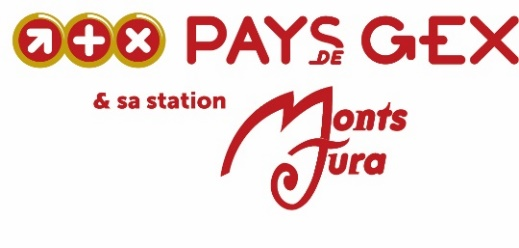 PAYS DE GEX
& sa station
Monts
Jura